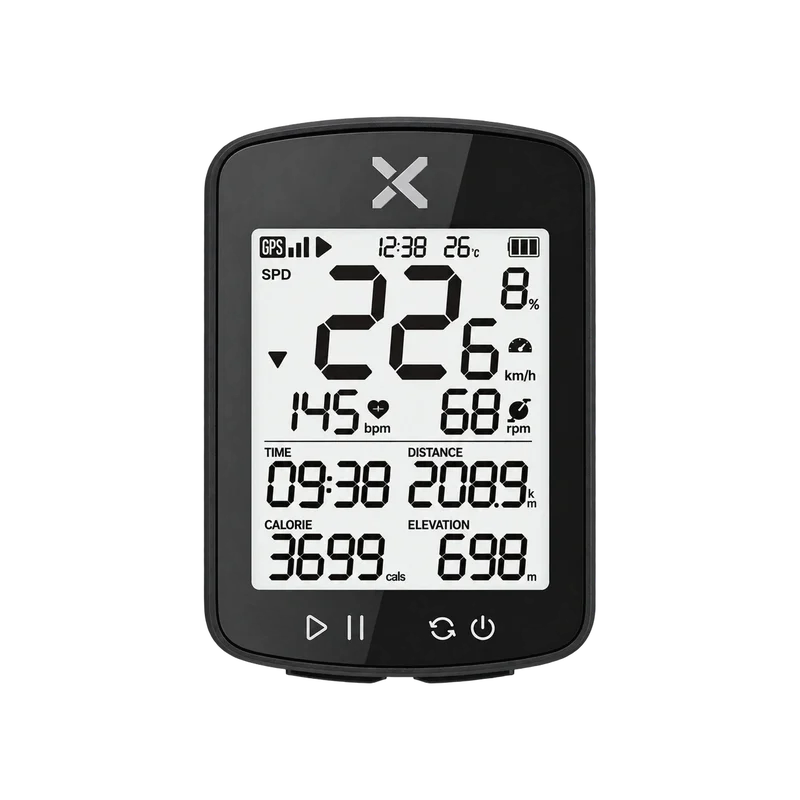 GPS 12:38 26°C
SPD 8%
22.6 km/h
145 bpm 68 rpm
TIME DISTANCE
09:38 208.9 km
CALORIE ELEVATION
3699 cals 698 m